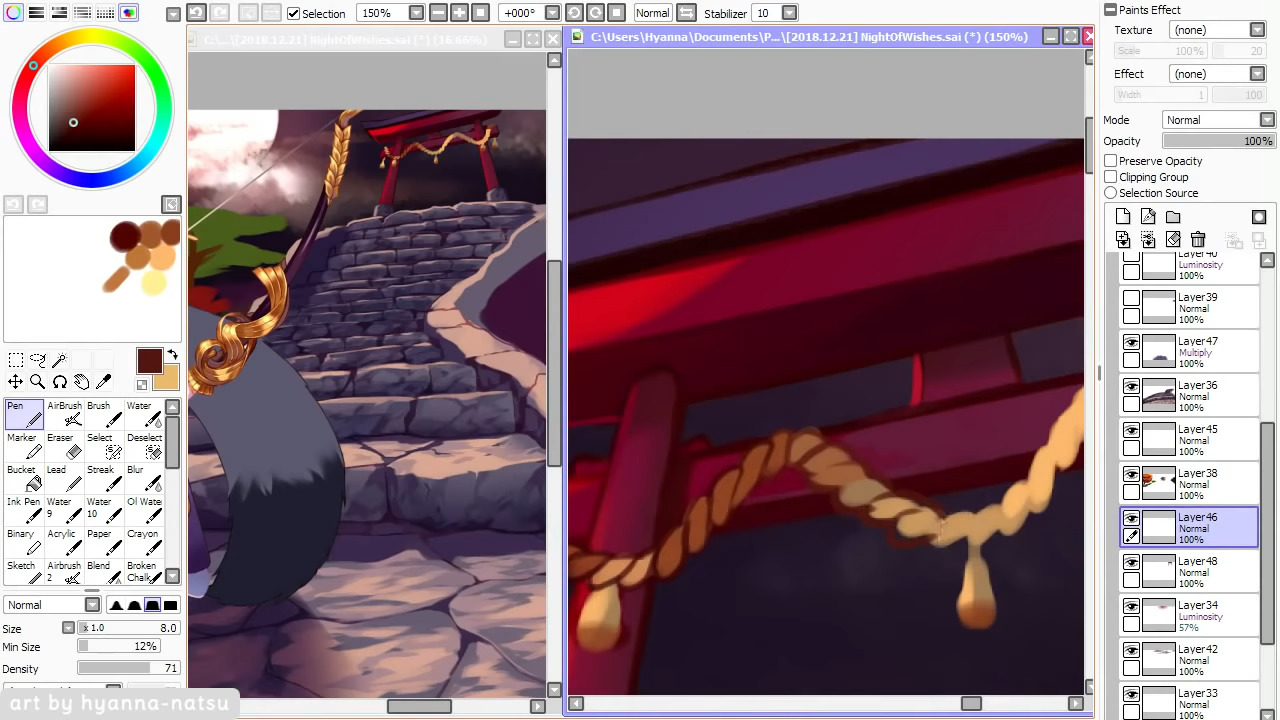 Selection
150%
+000°
Normal
Stabilizer
C:\...\[2018.12.21] NightOfWishes.sai (*) (16.66%)
C:\Users\Hyanna\Documents\P...\[2018.12.21] NightOfWishes.sai (*) (150%)
Pen
AirBrush
Brush
Water
Marker
Eraser
Select
Deselect
Bucket
Lead
Streak
Blur
Ink Pen
Water 9
Water 10
Oil Water
Binary
Acrylic
Paper
Crayon
Sketch
Airbrush 2
Blend
Broken Chalk
Normal
Size
x 1.0
8.0
Min Size
12%
Density
71
art by hyanna-natsu
Paints Effect
Texture
(none)
Scale
100%
20
Effect
(none)
Width
1
100
Mode
Normal
Opacity
100%
Preserve Opacity
Clipping Group
Selection Source
Luminosity
100%
Layer39
Normal
100%
Layer47
Multiply
100%
Layer36
Normal
100%
Layer45
Normal
100%
Layer38
Normal
100%
Layer46
Normal
100%
Layer48
Normal
100%
Layer34
Luminosity
57%
Layer42
Normal
100%
Layer33
Normal
100%